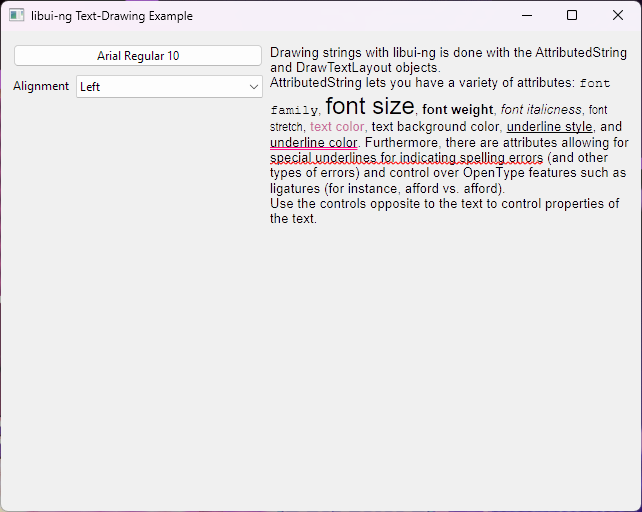 libui-ng Text-Drawing Example
Arial Regular 10
Alignment
Left
Drawing strings with libui-ng is done with the AttributedString
and DrawTextLayout objects.
AttributedString lets you have a variety of attributes: font
family, font size, font weight, font italicness, font
stretch, text color, text background color, underline style, and
underline color. Furthermore, there are attributes allowing for
special underlines for indicating spelling errors (and other
types of errors) and control over OpenType features such as
ligatures (for instance, afford vs. afford).
Use the controls opposite to the text to control properties of
the text.